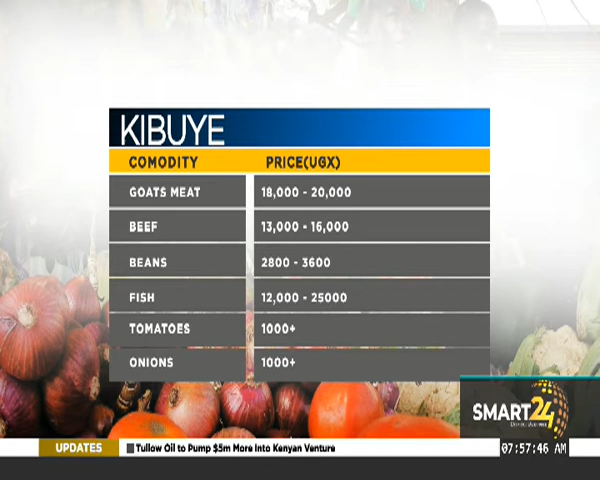 KIBUYE
COMODITY PRICE(UGX)
GOATS MEAT 18,000 - 20,000
BEEF 13,000 - 16,000
BEANS 2800 - 3600
FISH 12,000 - 25000
TOMATOES 1000+
ONIONS 1000+
SMART24
UPDATES Tullow Oil to Pump $5m More Into Kenyan Venture 07:57:46 AM